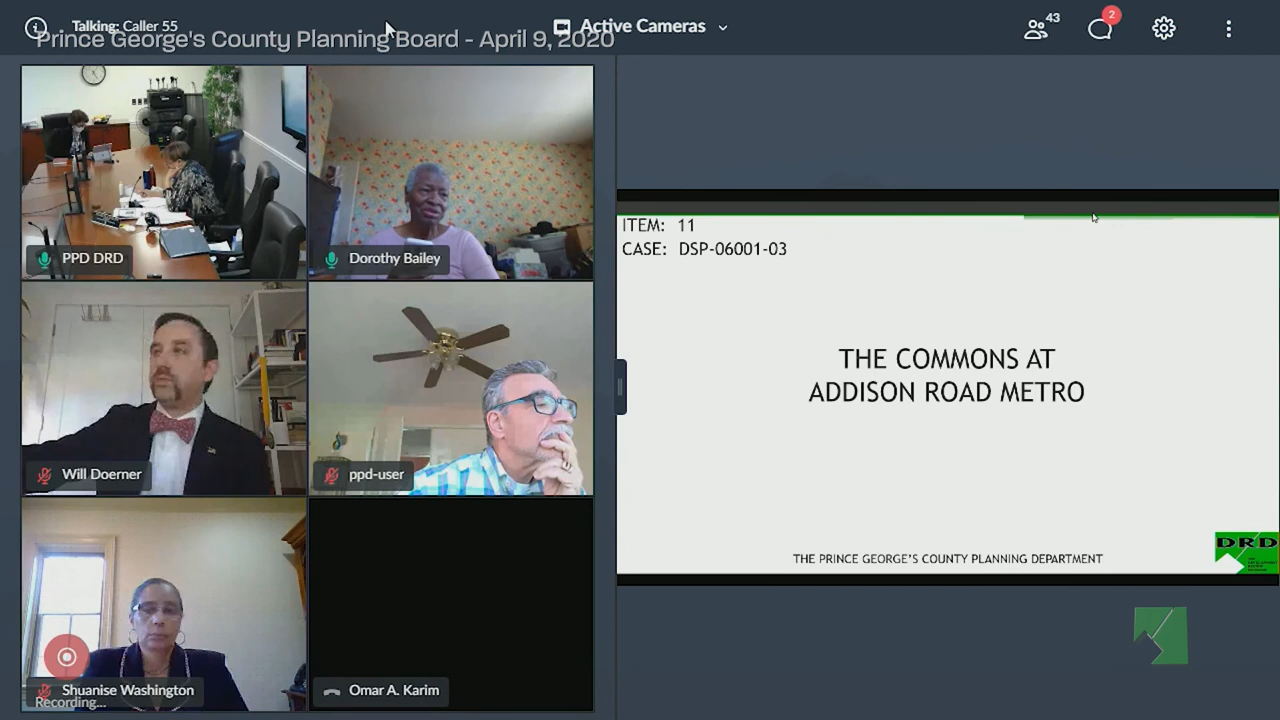 Talking: Caller 55
Prince George's County Planning Board - April 9, 2020
Active Cameras
43
2
PPD DRD
Dorothy Bailey
Will Doerner
ppd-user
Shuanise Washington
Recording...
Omar A. Karim
ITEM: 11
CASE: DSP-06001-03
THE COMMONS AT
ADDISON ROAD METRO
THE PRINCE GEORGE'S COUNTY PLANNING DEPARTMENT
DRD